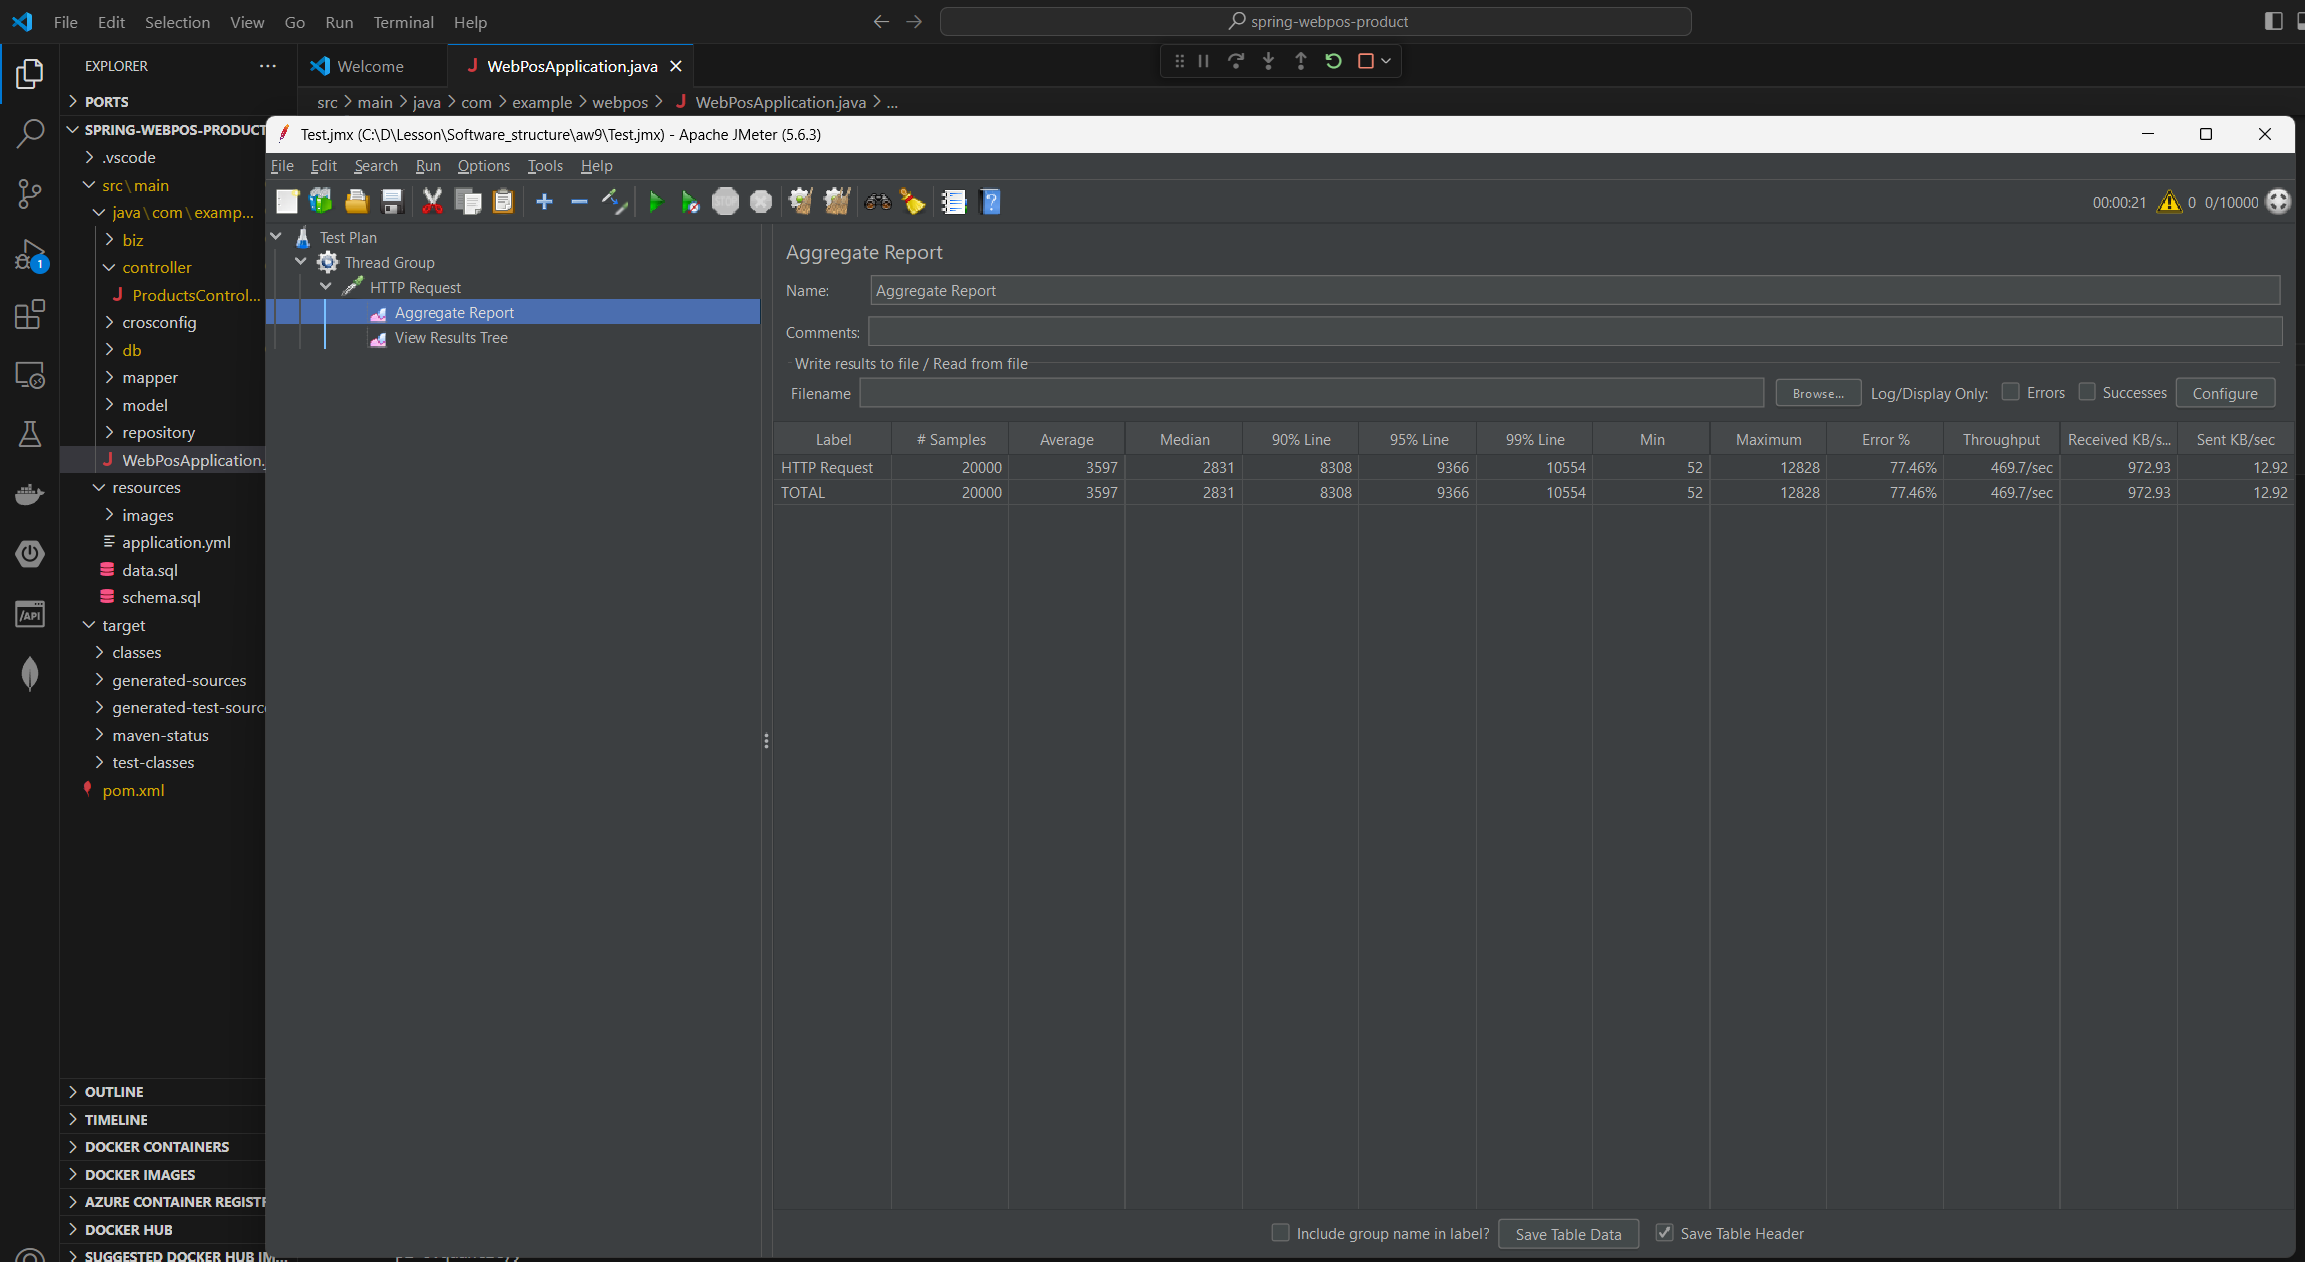 File Edit Selection View Go Run Terminal Help
spring-webpos-product
EXPLORER
Welcome
WebPosApplication.java
PORTS
src > main > java > com > example > webpos > WebPosApplication.java > ...
SPRING-WEBPOS-PRODUCT
.vscode
src\main
java\com\examp...
biz
controller
ProductsControl...
crosconfig
db
mapper
model
repository
WebPosApplication.j
resources
images
application.yml
data.sql
schema.sql
target
classes
generated-sources
generated-test-sourc
maven-status
test-classes
pom.xml
OUTLINE
TIMELINE
DOCKER CONTAINERS
DOCKER IMAGES
AZURE CONTAINER REGISTR
DOCKER HUB
SUGGESTED DOCKER HUB IM...
1
/API
Test.jmx (C:\D\Lesson\Software_structure\aw9\Test.jmx) - Apache JMeter (5.6.3)
File Edit Search Run Options Tools Help
STOP
00:00:21 0 0/10000
Test Plan
Thread Group
HTTP Request
Aggregate Report
View Results Tree
Aggregate Report
Name: Aggregate Report
Comments:
Write results to file / Read from file
Filename Browse... Log/Display Only: Errors Successes Configure
Label # Samples Average Median 90% Line 95% Line 99% Line Min Maximum Error % Throughput Received KB/s... Sent KB/sec
HTTP Request 20000 3597 2831 8308 9366 10554 52 12828 77.46% 469.7/sec 972.93 12.92
TOTAL 20000 3597 2831 8308 9366 10554 52 12828 77.46% 469.7/sec 972.93 12.92
Include group name in label? Save Table Data Save Table Header